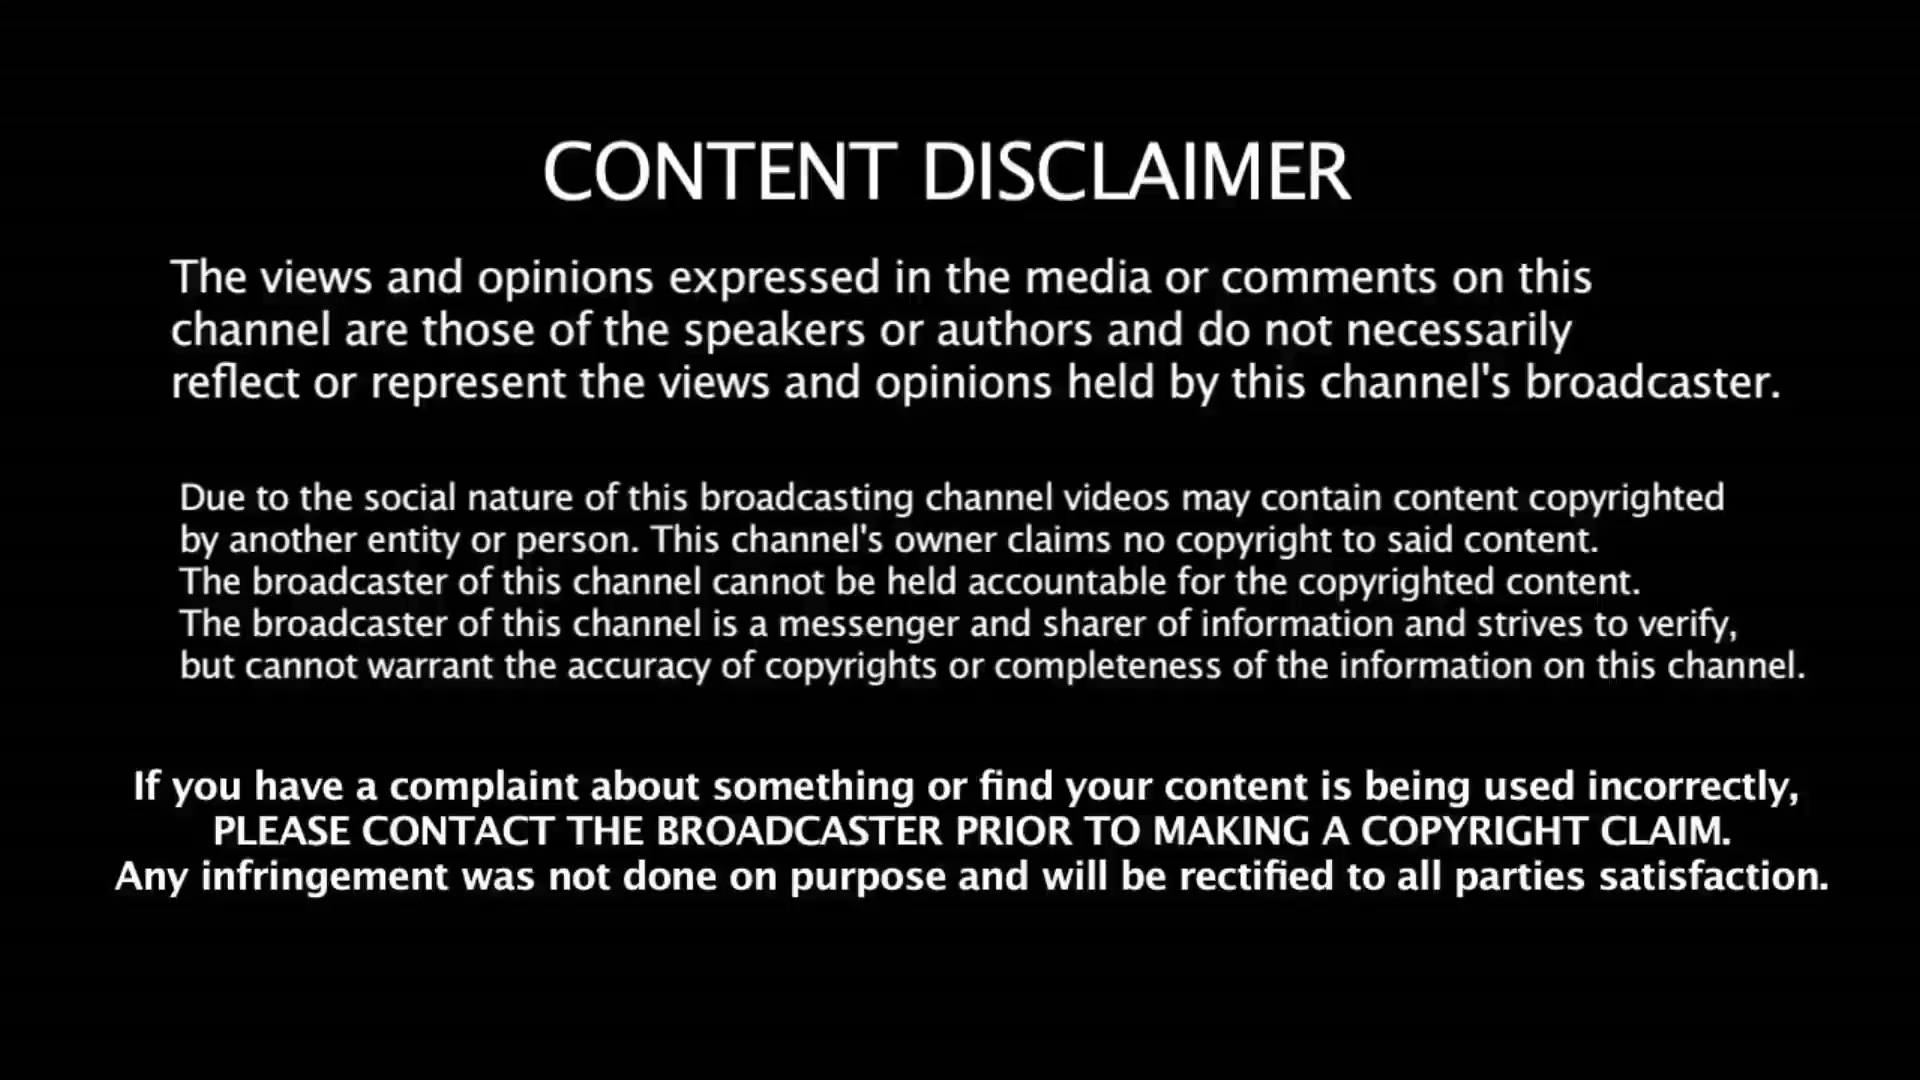 CONTENT DISCLAIMER
The views and opinions expressed in the media or comments on this
channel are those of the speakers or authors and do not necessarily
reflect or represent the views and opinions held by this channel's broadcaster.
Due to the social nature of this broadcasting channel videos may contain content copyrighted
by another entity or person. This channel's owner claims no copyright to said content.
The broadcaster of this channel cannot be held accountable for the copyrighted content.
The broadcaster of this channel is a messenger and sharer of information and strives to verify,
but cannot warrant the accuracy of copyrights or completeness of the information on this channel.
If you have a complaint about something or find your content is being used incorrectly,
PLEASE CONTACT THE BROADCASTER PRIOR TO MAKING A COPYRIGHT CLAIM.
Any infringement was not done on purpose and will be rectified to all parties satisfaction.